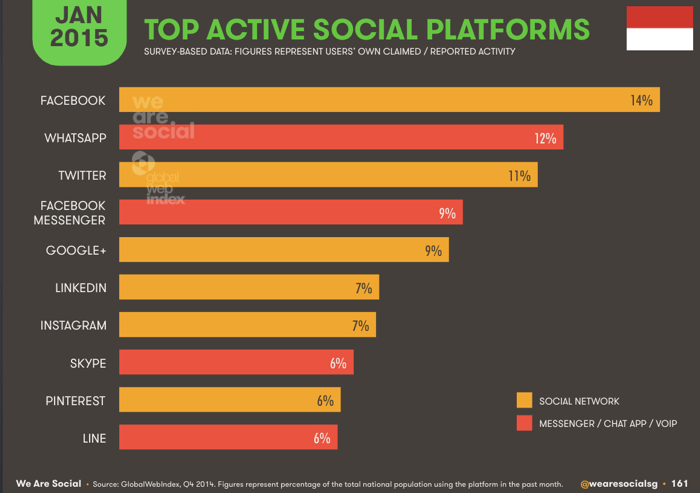 JAN
2015
TOP ACTIVE SOCIAL PLATFORMS
SURVEY-BASED DATA: FIGURES REPRESENT USERS' OWN CLAIMED / REPORTED ACTIVITY
we
are
social
global
web
index
FACEBOOK 14%
WHATSAPP 12%
TWITTER 11%
FACEBOOK
MESSENGER 9%
GOOGLE+ 9%
LINKEDIN 7%
INSTAGRAM 7%
SKYPE 6%
PINTEREST 6%
LINE 6%
SOCIAL NETWORK
MESSENGER / CHAT APP / VOIP
We Are Social • Source: GlobalWebIndex, Q4 2014. Figures represent percentage of the total national population using the platform in the past month. @wearesocialsg • 161